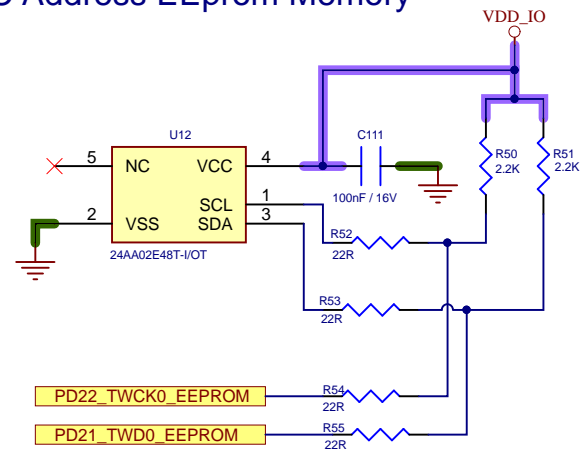 Address EEprom Memory
VDD_IO
U12
C111
R50
2.2K
R51
2.2K
5
NC
VCC
4
100nF / 16V
SCL
1
2
VSS
SDA
3
24AA02E48T-I/OT
R52
22R
R53
22R
PD22_TWCK0_EEPROM
R54
22R
PD21_TWD0_EEPROM
R55
22R